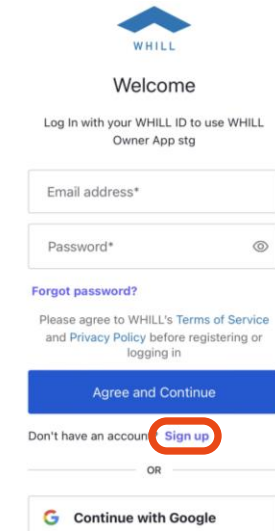 WHILL
Welcome
Log In with your WHILL ID to use WHILL
Owner App stg
Email address*
Password*
Forgot password?
Please agree to WHILL's Terms of Service
and Privacy Policy before registering or
logging in
Agree and Continue
Don't have an account? Sign up
OR
Continue with Google